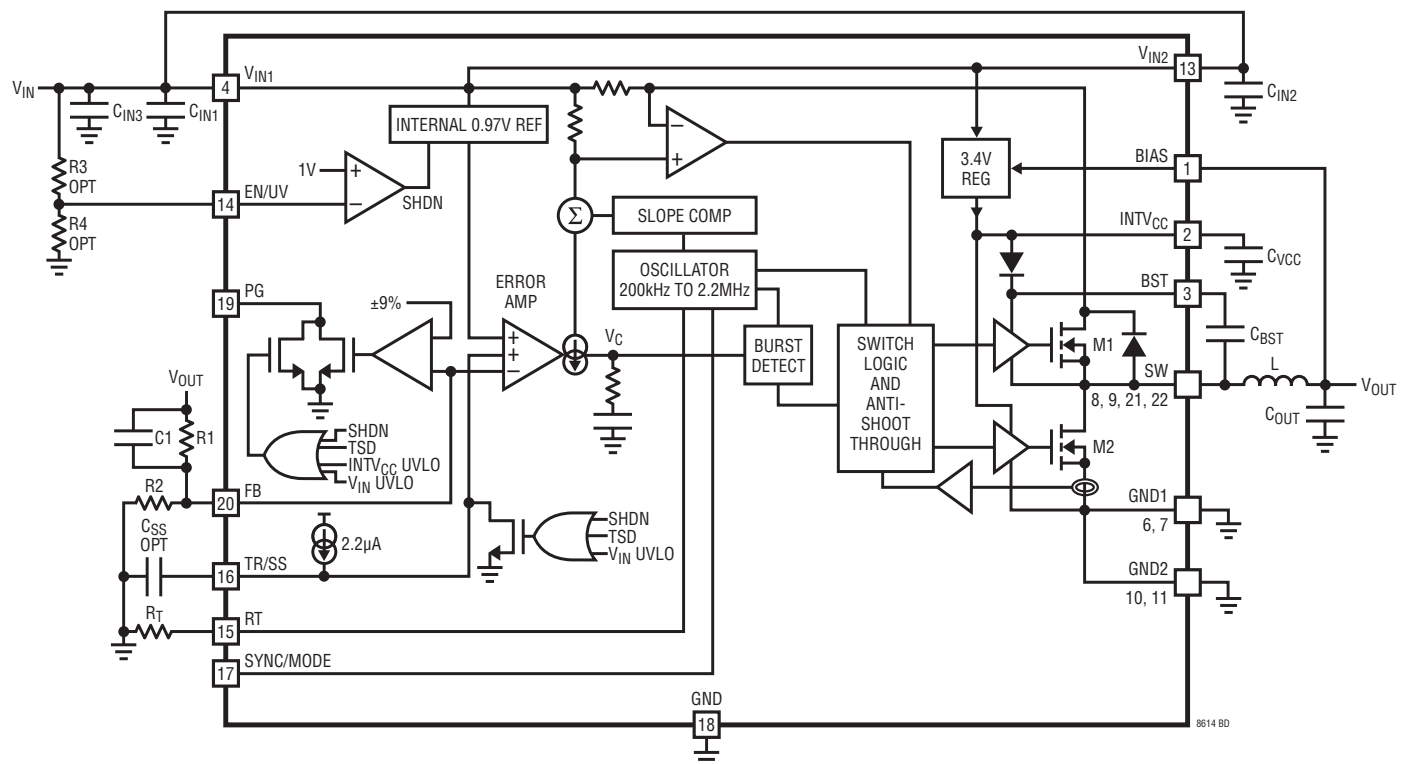 VIN
CIN3
CIN1
R3
OPT
R4
OPT
4
VIN1
14
EN/UV
1V
+
−
SHDN
INTERNAL 0.97V REF
−
+
Σ
SLOPE COMP
OSCILLATOR
200kHz TO 2.2MHz
VIN2
13
CIN2
3.4V
REG
BIAS
1
INTVCC
2
CVCC
BST
3
CBST
19
PG
±9%
ERROR
AMP
+
+
−
VC
BURST
DETECT
SWITCH
LOGIC
AND
ANTI-
SHOOT
THROUGH
M1
SW
8, 9, 21, 22
L
VOUT
COUT
M2
VOUT
C1
R1
SHDN
TSD
INTVCC UVLO
VIN UVLO
R2
20
FB
CSS
OPT
2.2µA
SHDN
TSD
VIN UVLO
16
TR/SS
RT
15
RT
17
SYNC/MODE
GND1
6, 7
GND2
10, 11
GND
18
8614 BD